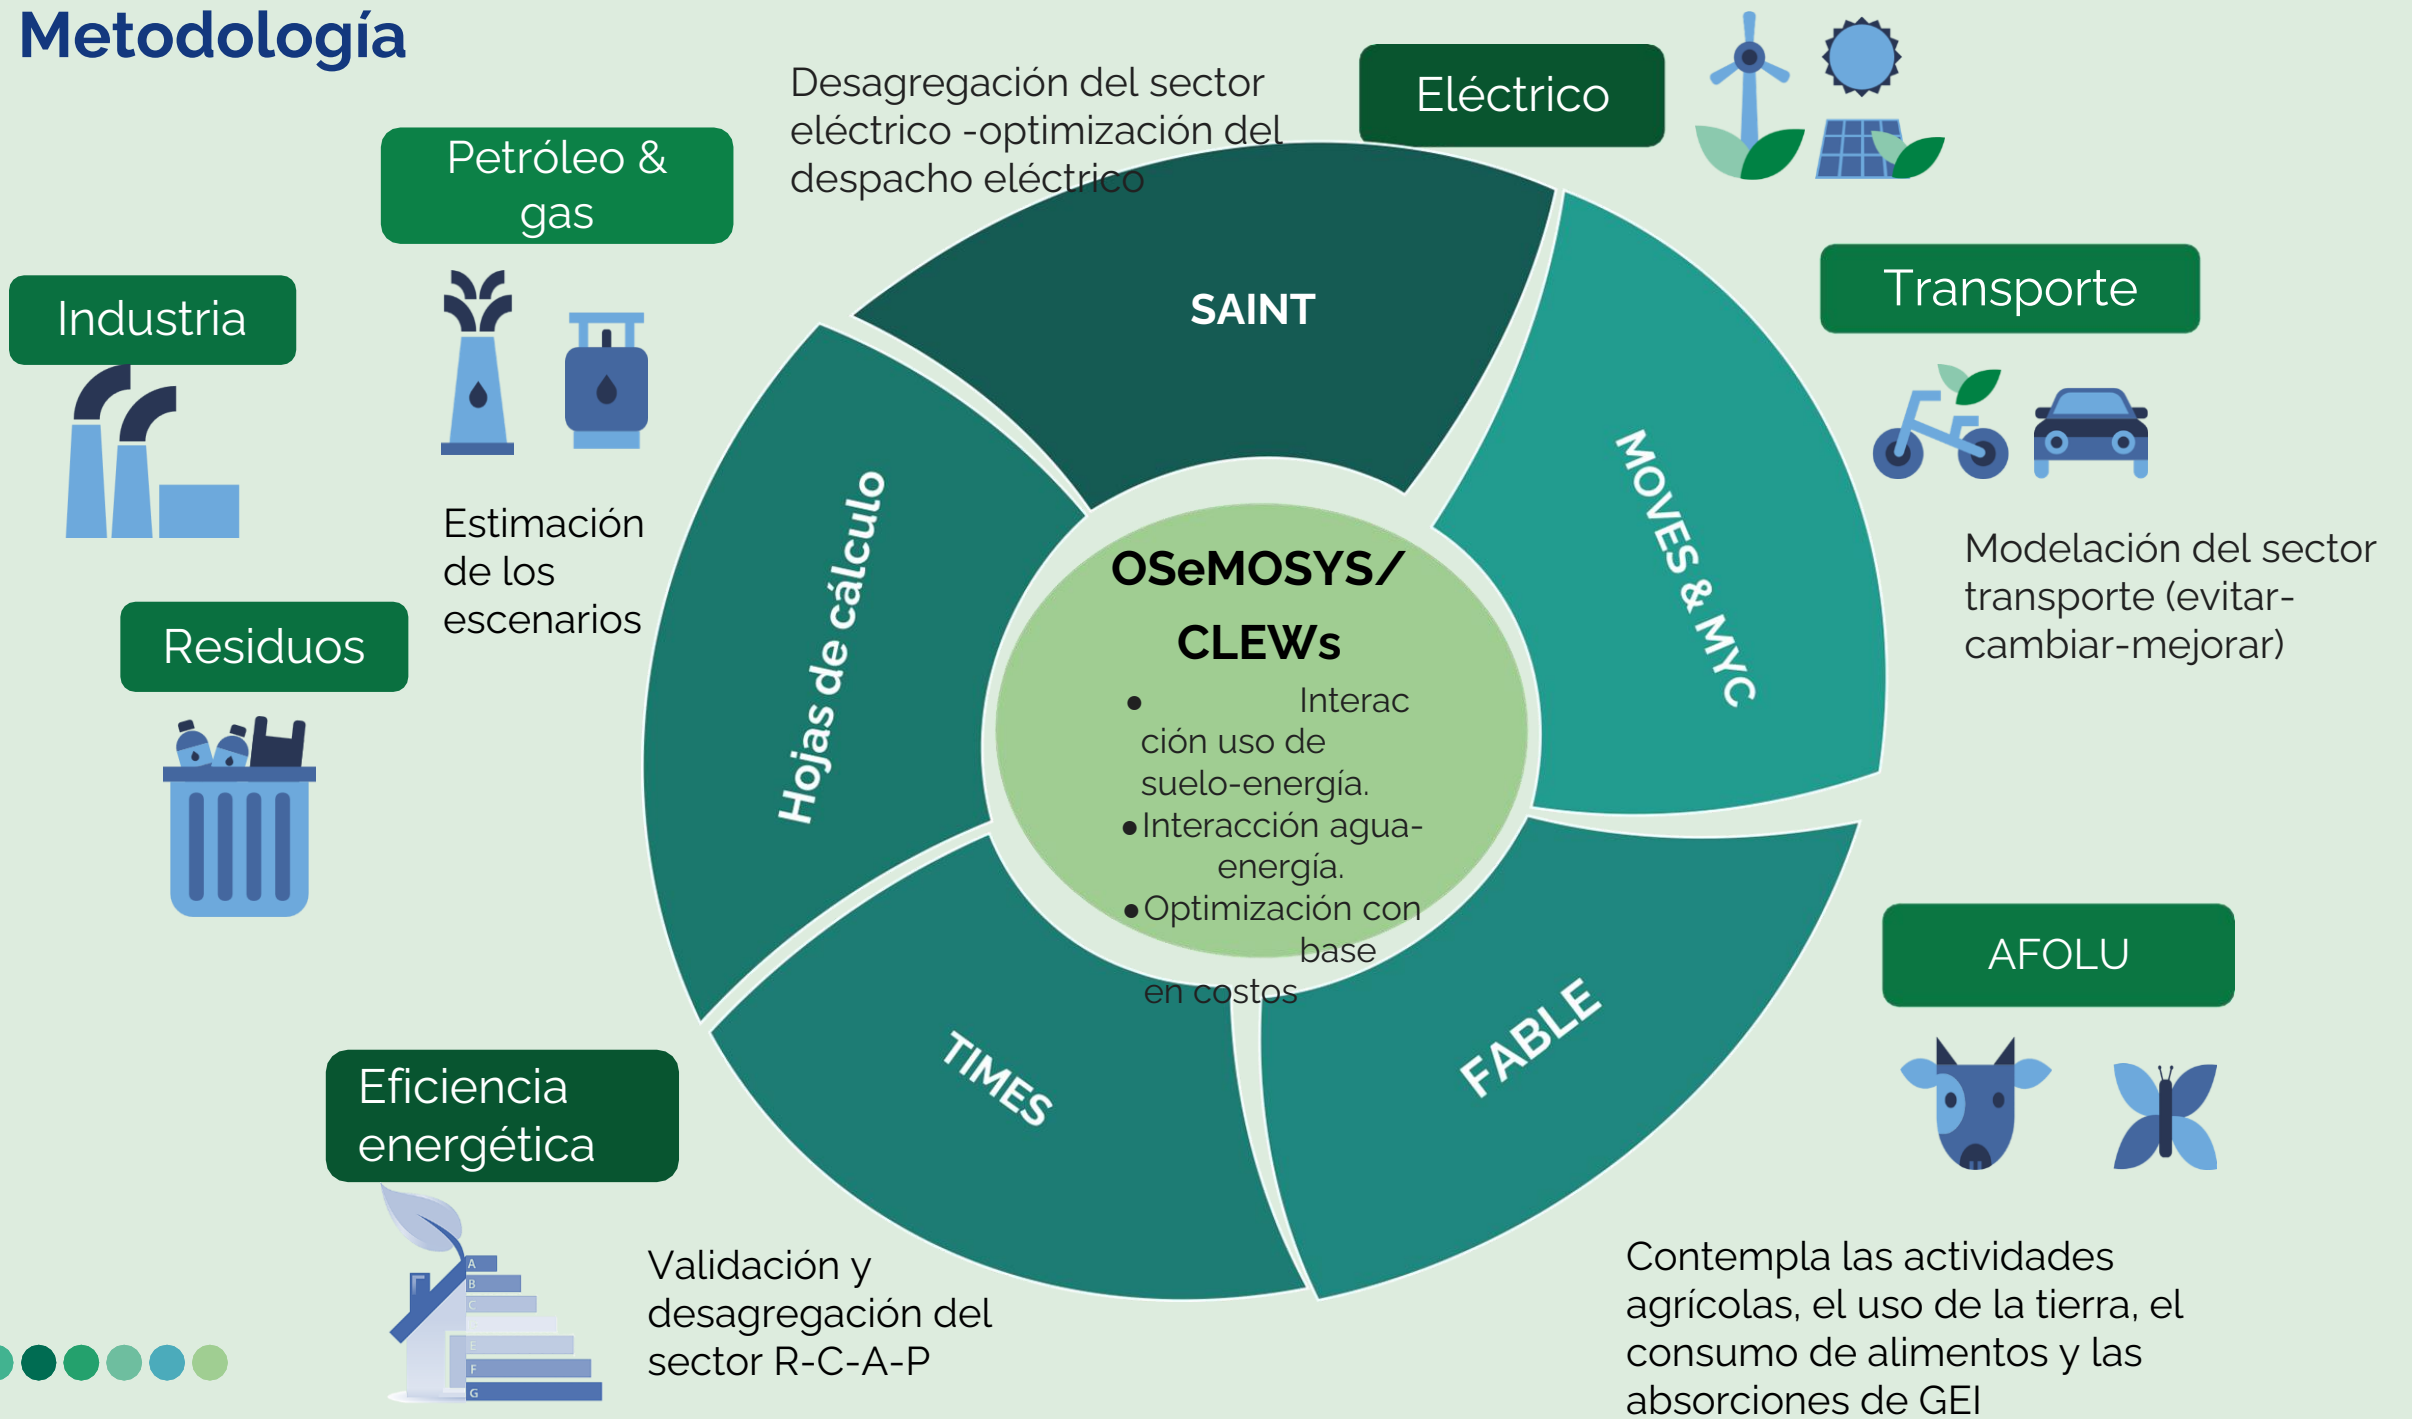 Metodología
Desagregación del sector
eléctrico -optimización del
despacho eléctrico
Eléctrico
Petróleo &
gas
Industria
Transporte
SAINT
Estimación
de los
escenarios
Hojas de cálculo
MOVES & MYC
Modelación del sector
transporte (evitar-
cambiar-mejorar)
OSeMOSYS/
CLEWs
● Interac
ción uso de
suelo-energía.
●Interacción agua-
energía.
●Optimización con
base
en costos
Residuos
AFOLU
FABLE
TIMES
Eficiencia
energética
A
B
C
E
F
G
Validación y
desagregación del
sector R-C-A-P
Contempla las actividades
agrícolas, el uso de la tierra, el
consumo de alimentos y las
absorciones de GEI